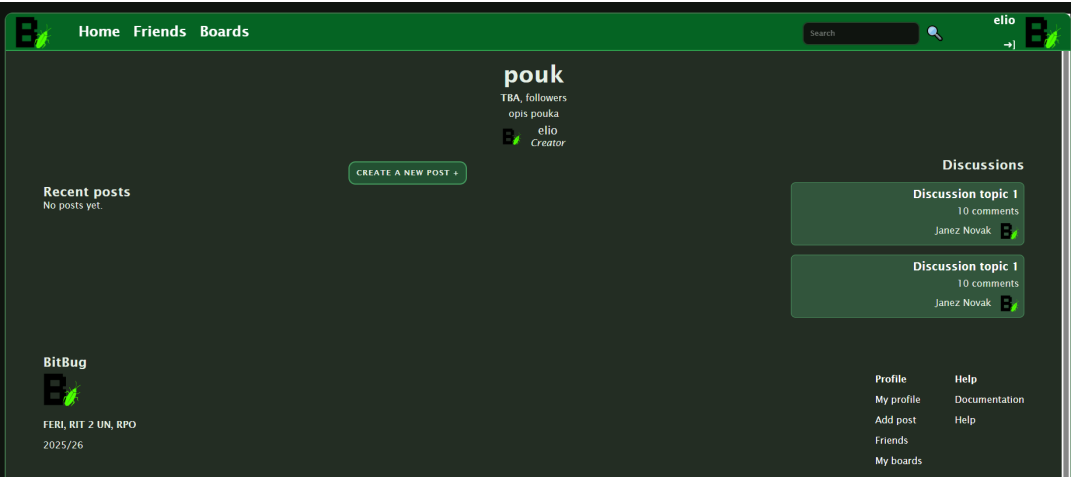 Home Friends Boards
Search
elio
pouk
TBA, followers
opis pouka
elio
Creator
CREATE A NEW POST +
Recent posts
No posts yet.
Discussions
Discussion topic 1
10 comments
Janez Novak
Discussion topic 1
10 comments
Janez Novak
BitBug
FERI, RIT 2 UN, RPO
2025/26
Profile
My profile
Add post
Friends
My boards
Help
Documentation
Help